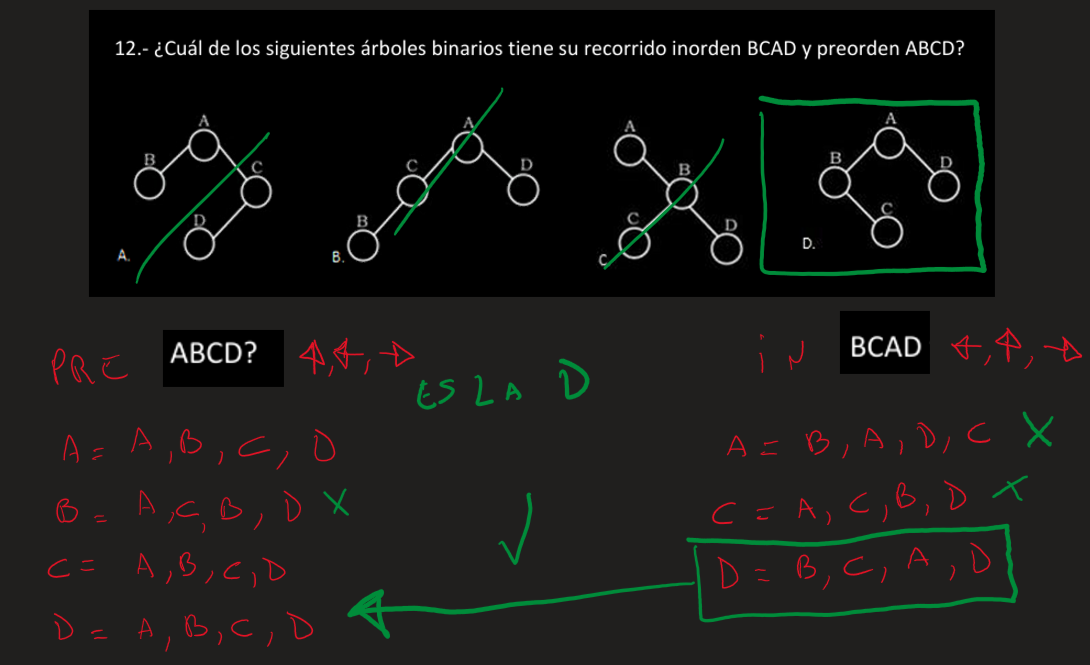 12.- ¿Cuál de los siguientes árboles binarios tiene su recorrido inorden BCAD y preorden ABCD?
A B C D A.
A C D B B.
A B C D C
A B D C D.
PRE ABCD?
ES LA D
iN BCAD
A = A, B, C, D
B = A, C, B, D X
C = A, B, C, D
D = A, B, C, D
A = B, A, D, C X
C = A, C, B, D X
D = B, C, A, D